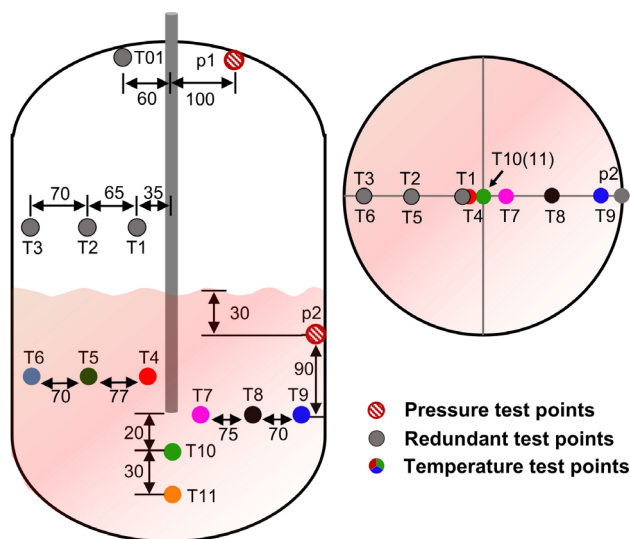 T01
p1
60
100
70
65
35
T3
T2
T1
30
p2
T6
T5
T4
90
70
77
T7
T8
T9
20
75
70
T10
30
T11
T10(11)
T3
T2
T1
p2
T6
T5
T4
T7
T8
T9
Pressure test points
Redundant test points
Temperature test points